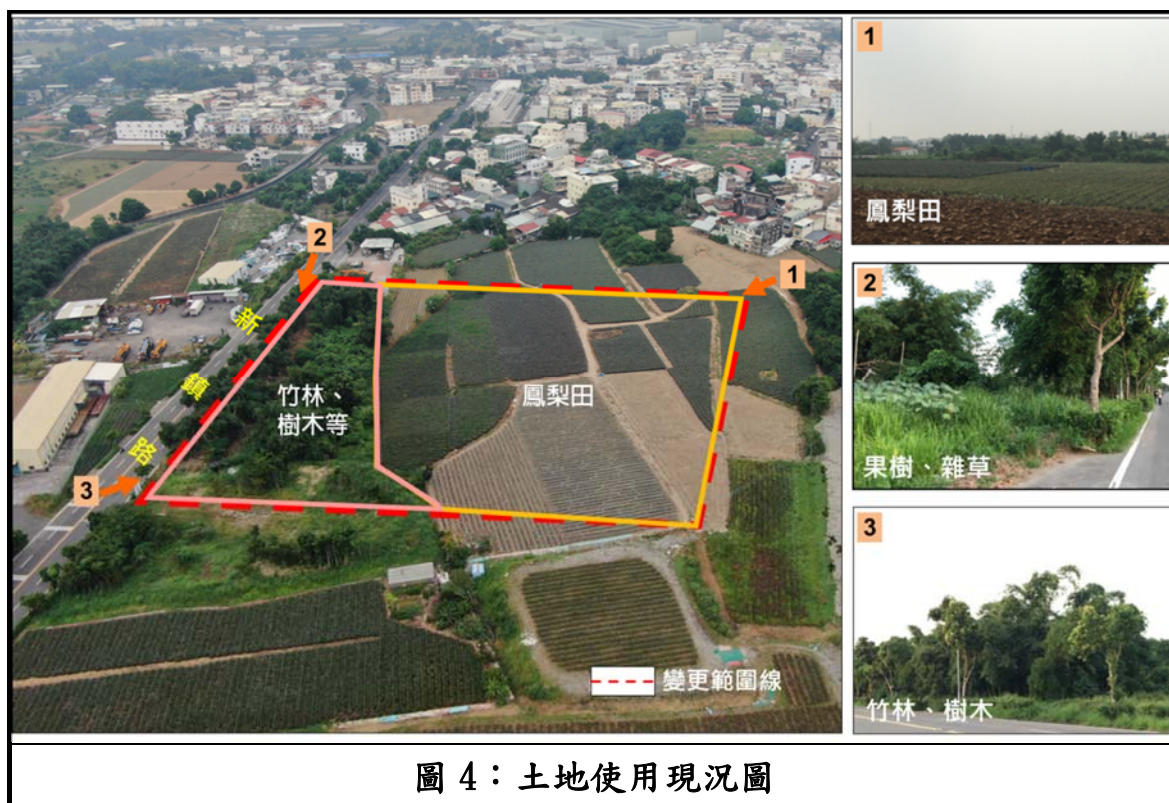 2
1
新
鎮
路
竹林、
樹木等
鳳梨田
3
變更範圍線
1
鳳梨田
2
果樹、雜草
3
竹林、樹木
圖 4：土地使用現況圖